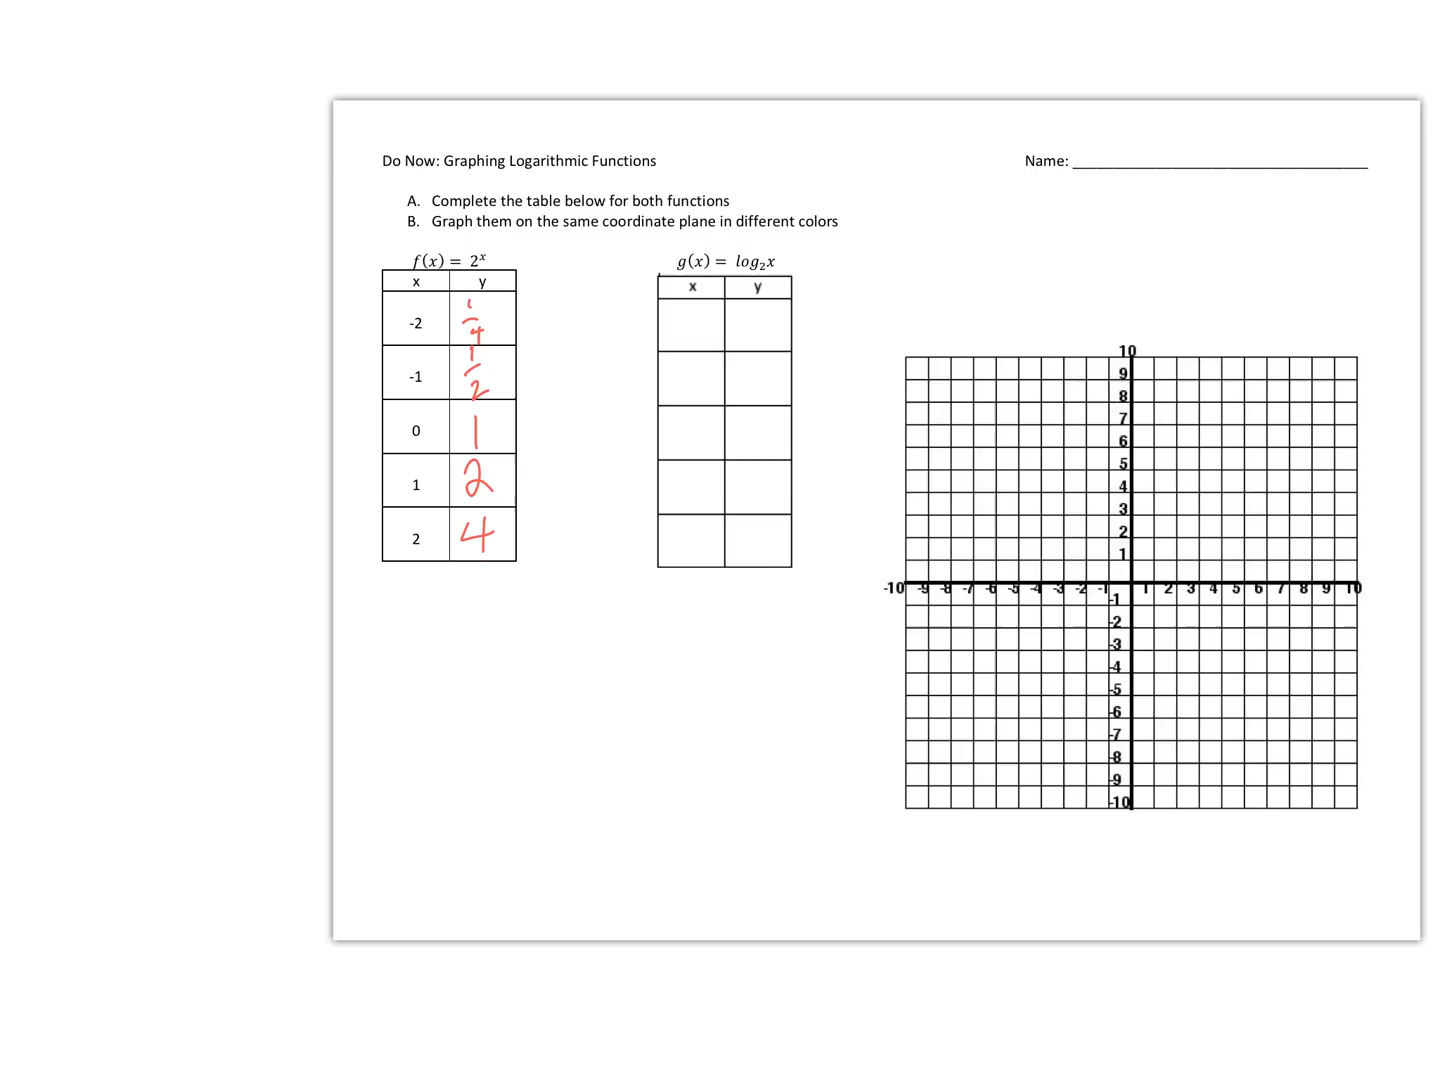 Do Now: Graphing Logarithmic Functions
Name: ____________________
A. Complete the table below for both functions
B. Graph them on the same coordinate plane in different colors
f(x) = 2ˣ
x y
-2 1/4
-1 1/2
0 1
1 2
2 4
g(x) = log₂x
x y
10
9
8
7
6
5
4
3
2
1
-10 -9 -8 -7 -6 -5 -4 -3 -2 -1 1 2 3 4 5 6 7 8 9 10
-1
-2
-3
-4
-5
-6
-7
-8
-9
-10